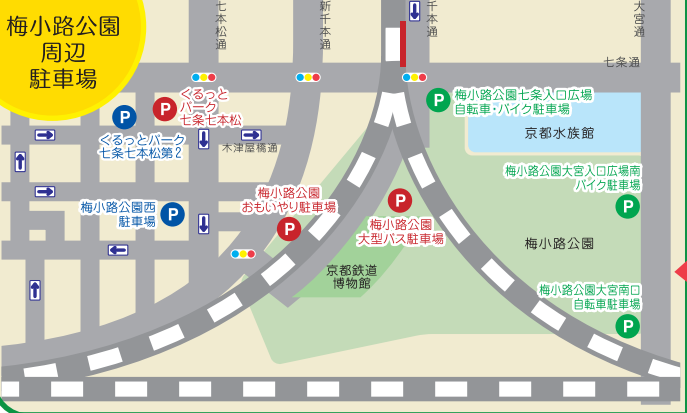 梅小路公園
周辺
駐車場
七本松通
新千本通
千本通
大宮通
七条通
P
くるっと
パーク
七条七本松
P
くるっとパーク
七条七本松第2
木津屋橋通
P
梅小路公園七条入口広場
自転車・バイク駐車場
京都水族館
梅小路公園大宮入口広場南
バイク駐車場
P
梅小路公園西
駐車場
P
梅小路公園
おもいやり駐車場
P
P
梅小路公園
大型バス駐車場
梅小路公園
京都鉄道
博物館
梅小路公園大宮南口
自転車駐車場
P